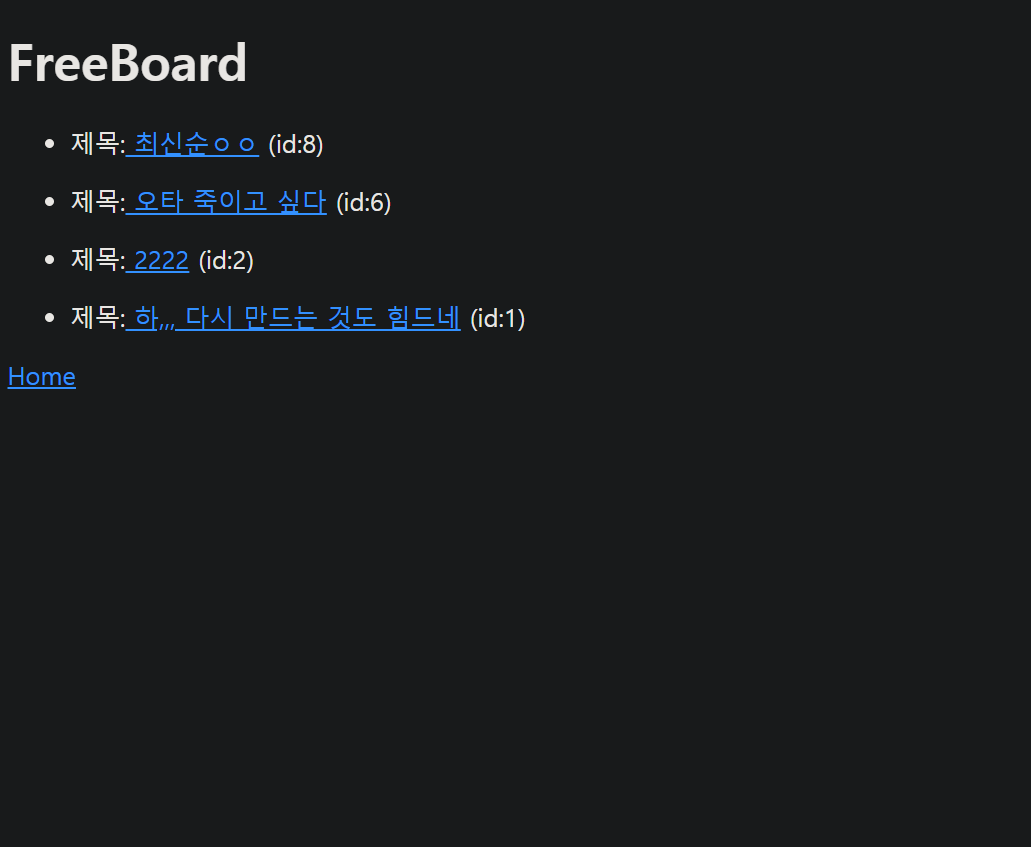 FreeBoard
제목: 최신순ㅇㅇ (id:8)
제목: 오타 죽이고 싶다 (id:6)
제목: 2222 (id:2)
제목: 하,,, 다시 만드는 것도 힘드네 (id:1)
Home